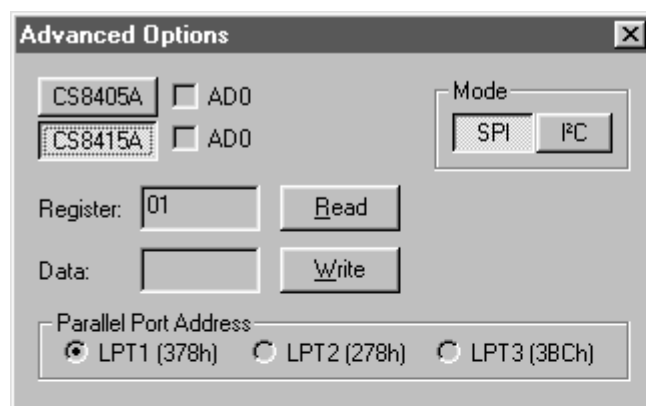 Advanced Options
CS8405A AD0
CS8415A AD0
Mode
SPI I²C
Register: 01 Read
Data: Write
Parallel Port Address
LPT1 (378h) LPT2 (278h) LPT3 (3BCh)